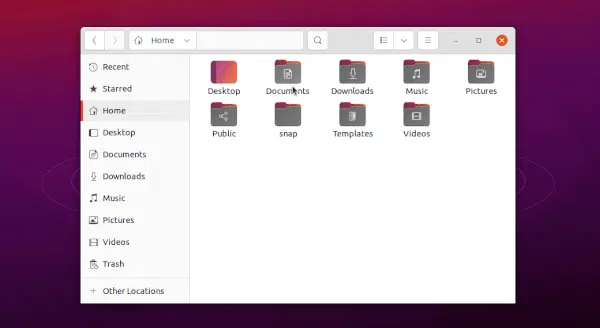 Home
Recent
Starred
Home
Desktop
Documents
Downloads
Music
Pictures
Videos
Trash
Other Locations
Desktop Documents Downloads Music Pictures
Public snap Templates Videos